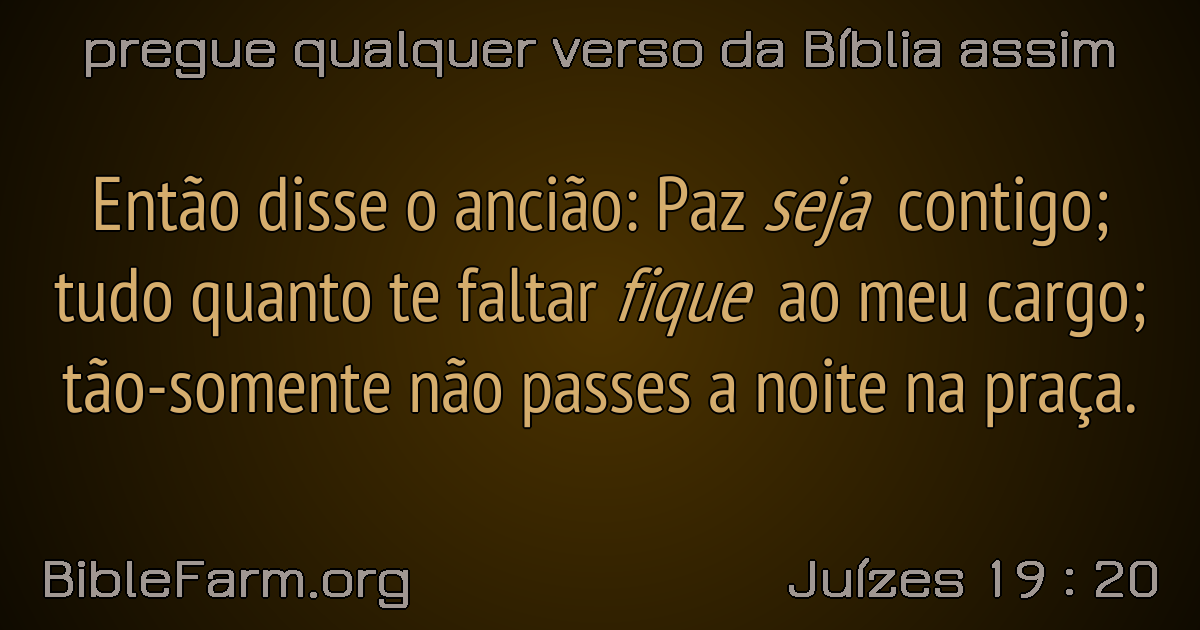 pregue qualquer verso da Bíblia assim
Então disse o ancião: Paz seja contigo;
tudo quanto te faltar fique ao meu cargo;
tão-somente não passes a noite na praça.
BibleFarm.org
Juízes 19 : 20